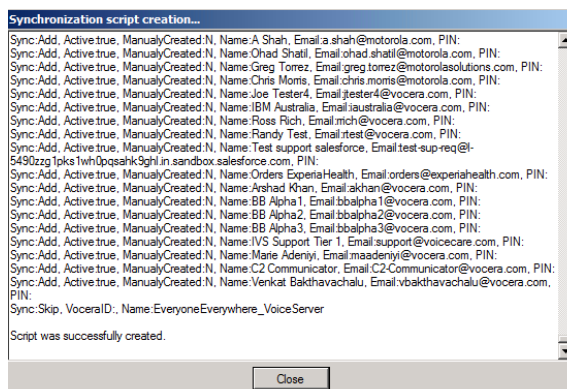 Synchronization script creation...
Sync:Add, Active:true, ManualyCreated:N, Name:A Shah, Email:a.shah@motorola.com, PIN:
Sync:Add, Active:true, ManualyCreated:N, Name:Ohad Shatil, Email:ohad.shatil@motorola.com, PIN:
Sync:Add, Active:true, ManualyCreated:N, Name:Greg Torrez, Email:greg.torrez@motorolasolutions.com, PIN:
Sync:Add, Active:true, ManualyCreated:N, Name:Chris Morris, Email:chris.morris@motorola.com, PIN:
Sync:Add, Active:true, ManualyCreated:N, Name:Joe Tester4, Email:jtester4@vocera.com, PIN:
Sync:Add, Active:true, ManualyCreated:N, Name:IBM Australia, Email:iaustralia@vocera.com, PIN:
Sync:Add, Active:true, ManualyCreated:N, Name:Ross Rich, Email:rrich@vocera.com, PIN:
Sync:Add, Active:true, ManualyCreated:N, Name:Randy Test, Email:rtest@vocera.com, PIN:
Sync:Add, Active:true, ManualyCreated:N, Name:Test support salesforce, Email:test-sup-req@l-
5490zzg1pks1wh0pqsahk9ghl.in.sandbox.salesforce.com, PIN:
Sync:Add, Active:true, ManualyCreated:N, Name:Orders ExperiaHealth, Email:orders@experiahealth.com, PIN:
Sync:Add, Active:true, ManualyCreated:N, Name:Arshad Khan, Email:akhan@vocera.com, PIN:
Sync:Add, Active:true, ManualyCreated:N, Name:BB Alpha1, Email:bbalpha1@vocera.com, PIN:
Sync:Add, Active:true, ManualyCreated:N, Name:BB Alpha2, Email:bbalpha2@vocera.com, PIN:
Sync:Add, Active:true, ManualyCreated:N, Name:BB Alpha3, Email:bbalpha3@vocera.com, PIN:
Sync:Add, Active:true, ManualyCreated:N, Name:IVS Support Tier 1, Email:support@voicecare.com, PIN:
Sync:Add, Active:true, ManualyCreated:N, Name:Marie Adeniyi, Email:maadeniyi@vocera.com, PIN:
Sync:Add, Active:true, ManualyCreated:N, Name:C2 Communicator, Email:C2-Communicator@vocera.com, PIN:
Sync:Add, Active:true, ManualyCreated:N, Name:Venkat Bakthavachalu, Email:vbakthavachalu@vocera.com,
PIN:
Sync:Skip, VoceraID:, Name:EveryoneEverywhere_VoiceServer
Script was successfully created.
Close